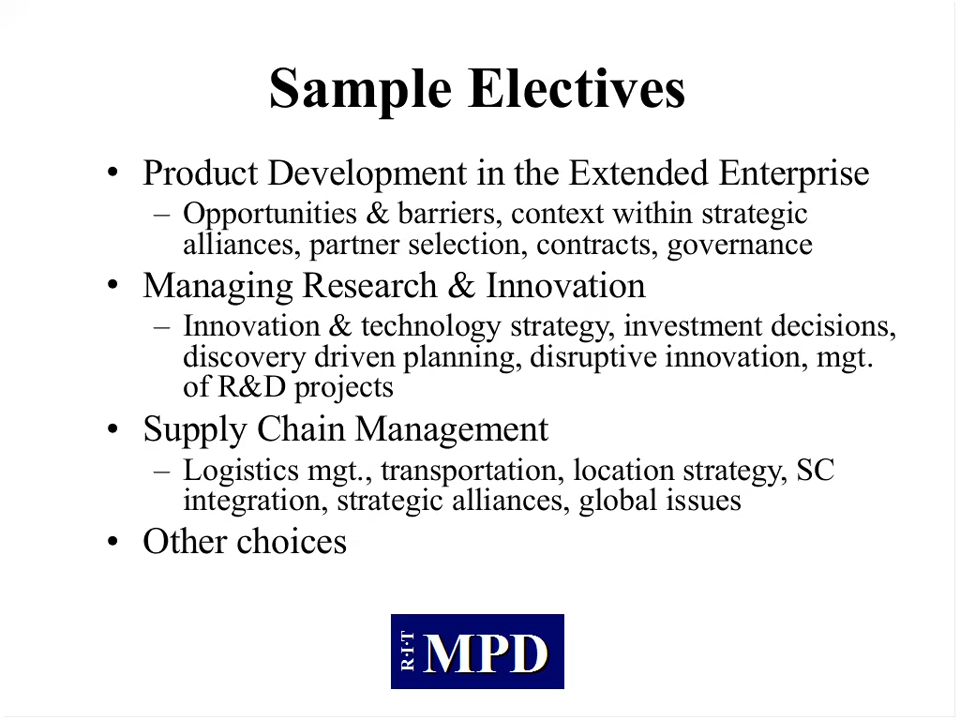 Sample Electives
• Product Development in the Extended Enterprise
– Opportunities & barriers, context within strategic
alliances, partner selection, contracts, governance
• Managing Research & Innovation
– Innovation & technology strategy, investment decisions,
discovery driven planning, disruptive innovation, mgt.
of R&D projects
• Supply Chain Management
– Logistics mgt., transportation, location strategy, SC
integration, strategic alliances, global issues
• Other choices
R·I·T
MPD